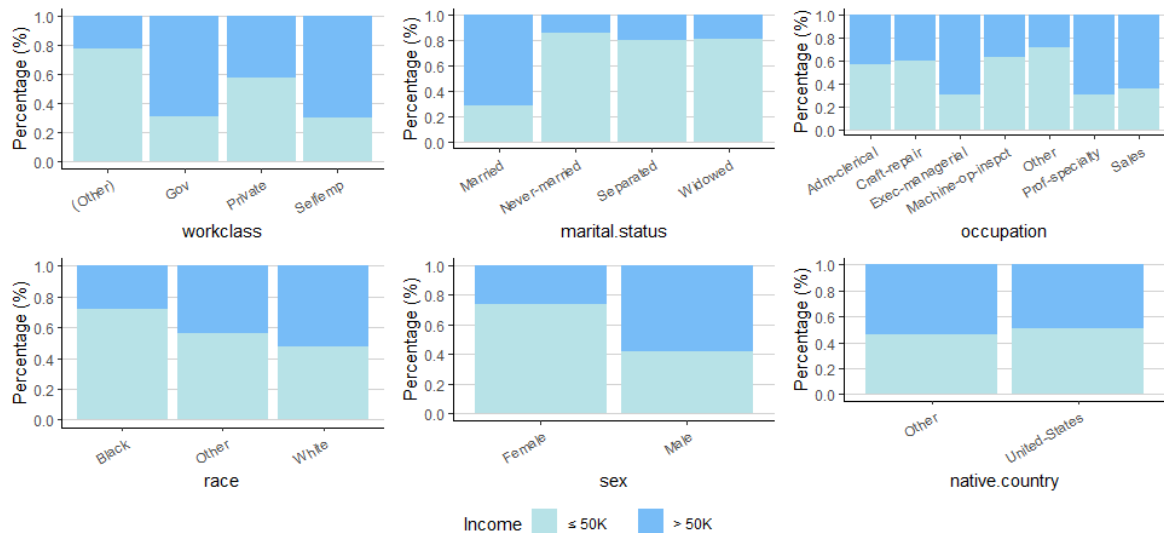 Percentage (%)
1.0
0.8
0.6
0.4
0.2
0.0
(Other)
Gov
Private
Selfemp
workclass
Percentage (%)
1.0
0.8
0.6
0.4
0.2
0.0
Married
Never-married
Separated
Widowed
marital.status
Percentage (%)
1.0
0.8
0.6
0.4
0.2
0.0
Adm-clerical
Craft-repair
Exec-managerial
Machine-op-inspct
Other
Prof-specialty
Sales
occupation
Percentage (%)
1.0
0.8
0.6
0.4
0.2
0.0
Black
Other
White
race
Percentage (%)
1.0
0.8
0.6
0.4
0.2
0.0
Female
Male
sex
Percentage (%)
1.0
0.8
0.6
0.4
0.2
0.0
Other
United-States
native.country
Income ≤ 50K > 50K